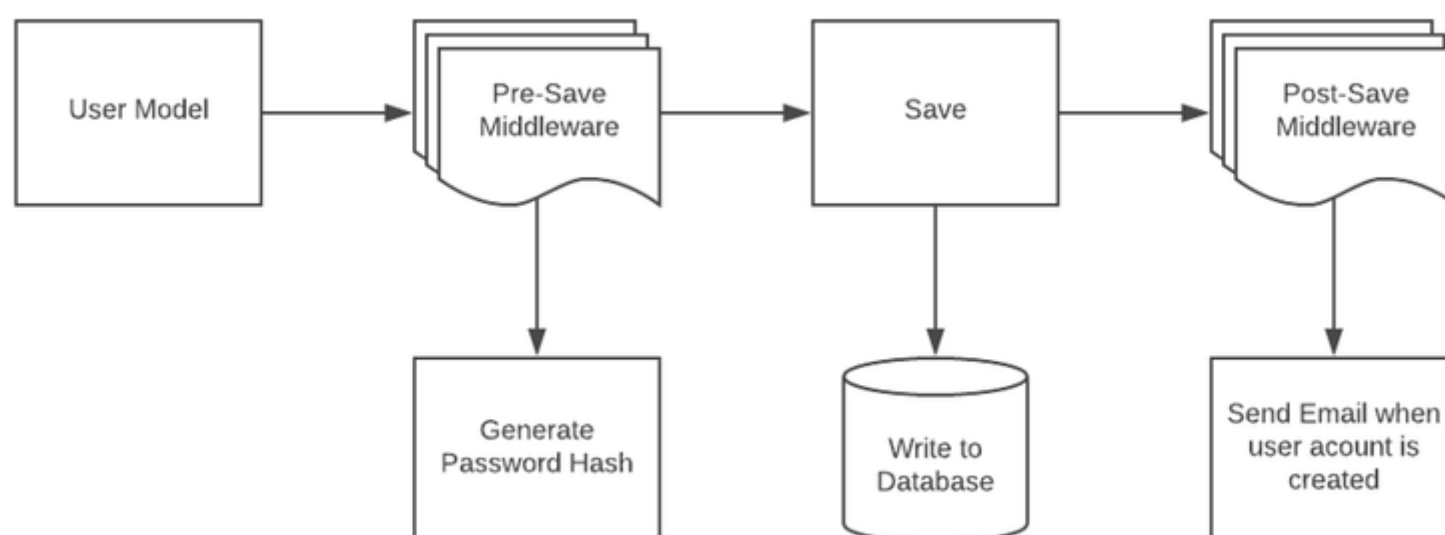 User Model
Pre-Save
Middleware
Save
Post-Save
Middleware
Generate
Password Hash
Write to
Database
Send Email when
user acount is
created